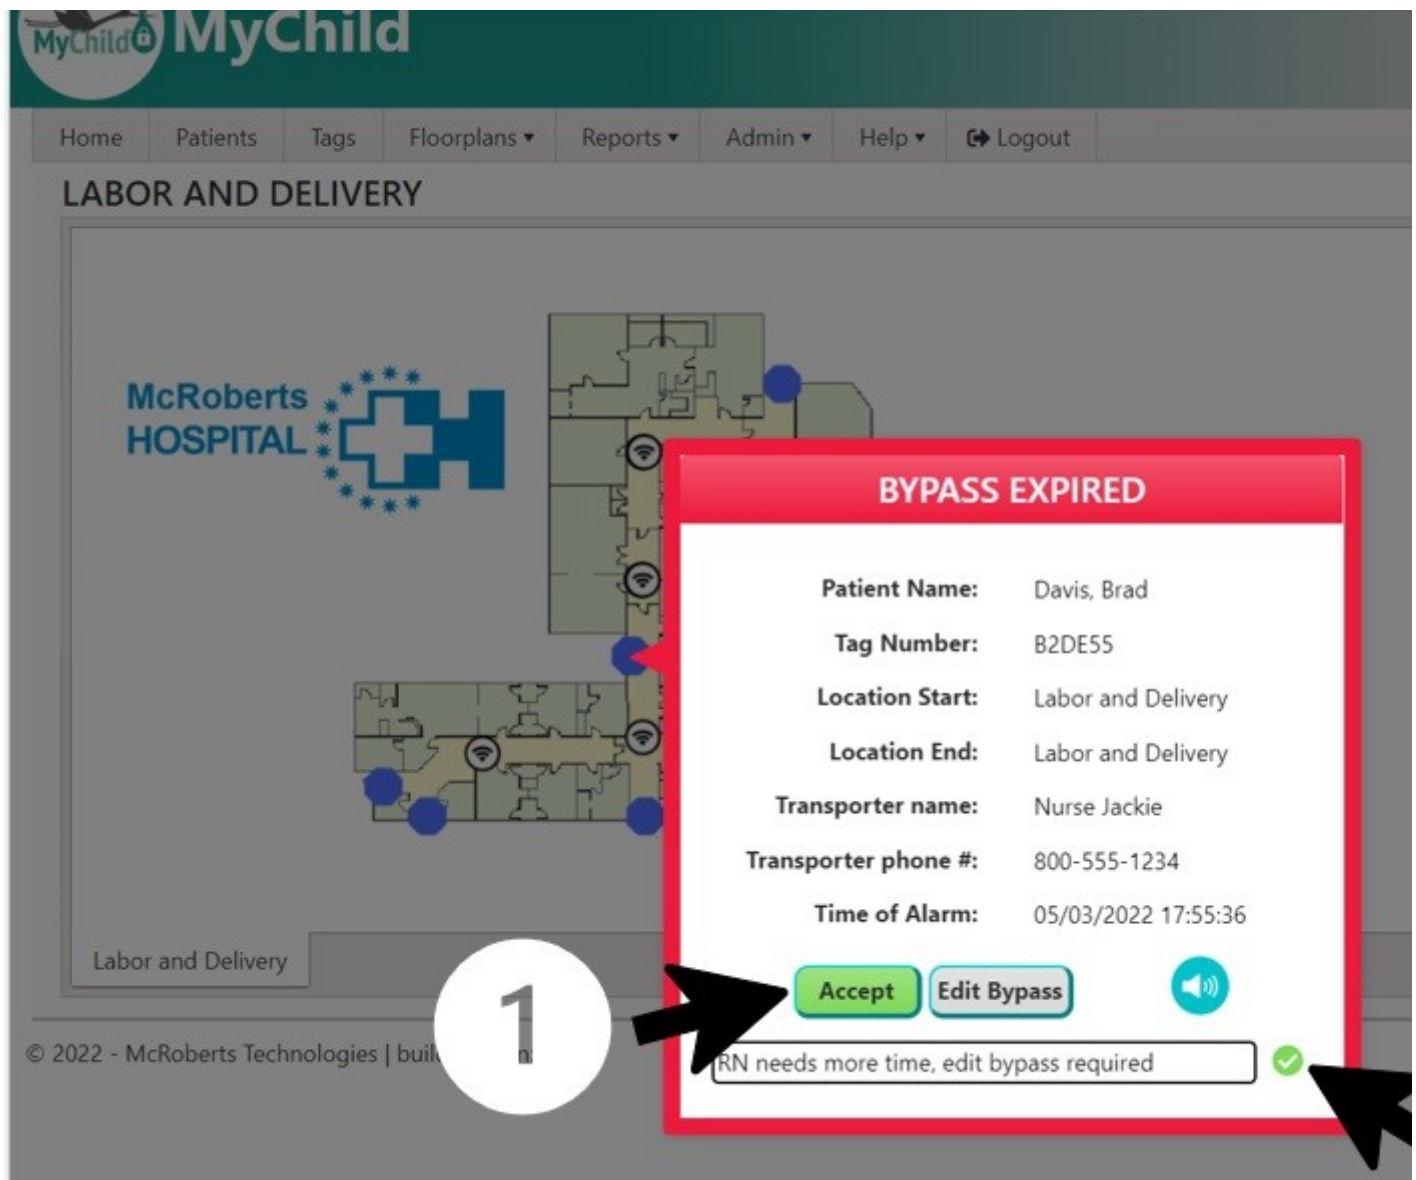 MyChild MyChild
Home Patients Tags Floorplans Reports Admin Help Logout
LABOR AND DELIVERY
McRoberts
HOSPITAL
BYPASS EXPIRED
Patient Name: Davis, Brad
Tag Number: B2DE55
Location Start: Labor and Delivery
Location End: Labor and Delivery
Transporter name: Nurse Jackie
Transporter phone #: 800-555-1234
Time of Alarm: 05/03/2022 17:55:36
Labor and Delivery
1
Accept Edit Bypass
© 2022 - McRoberts Technologies |
RN needs more time, edit bypass required